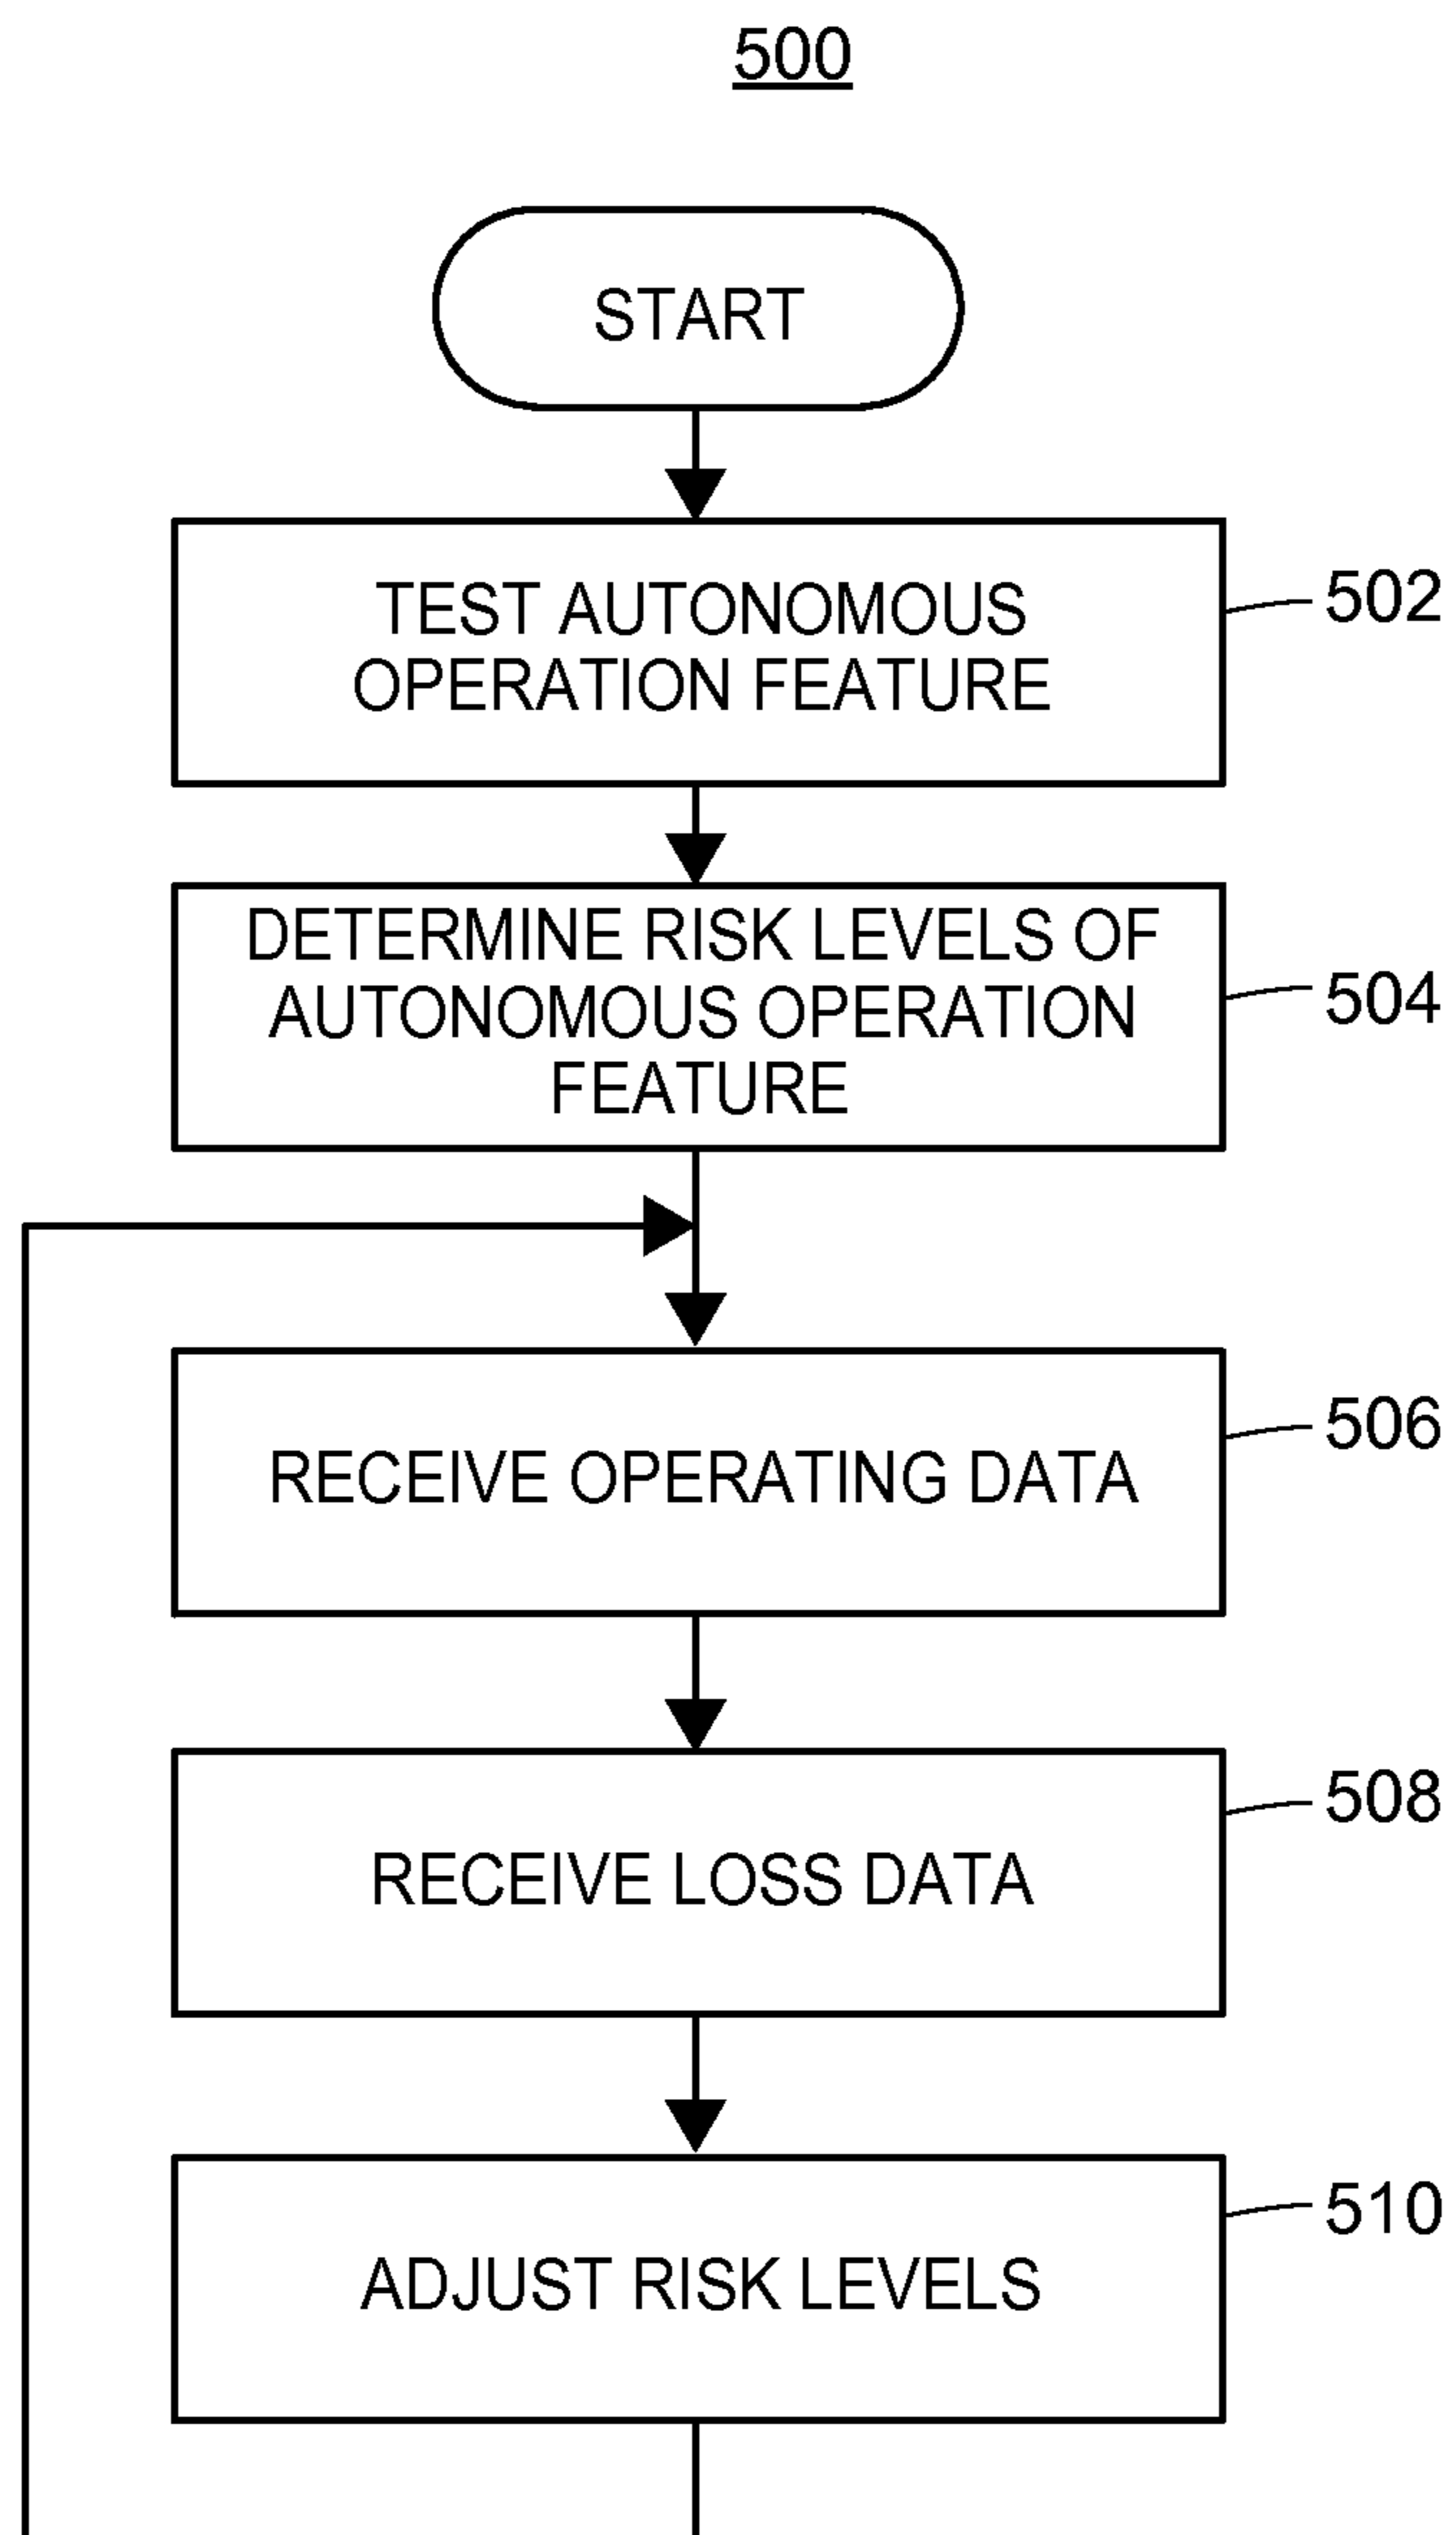 500
START
TEST AUTONOMOUS
OPERATION FEATURE
502
DETERMINE RISK LEVELS OF
AUTONOMOUS OPERATION
FEATURE
504
RECEIVE OPERATING DATA
506
RECEIVE LOSS DATA
508
ADJUST RISK LEVELS
510